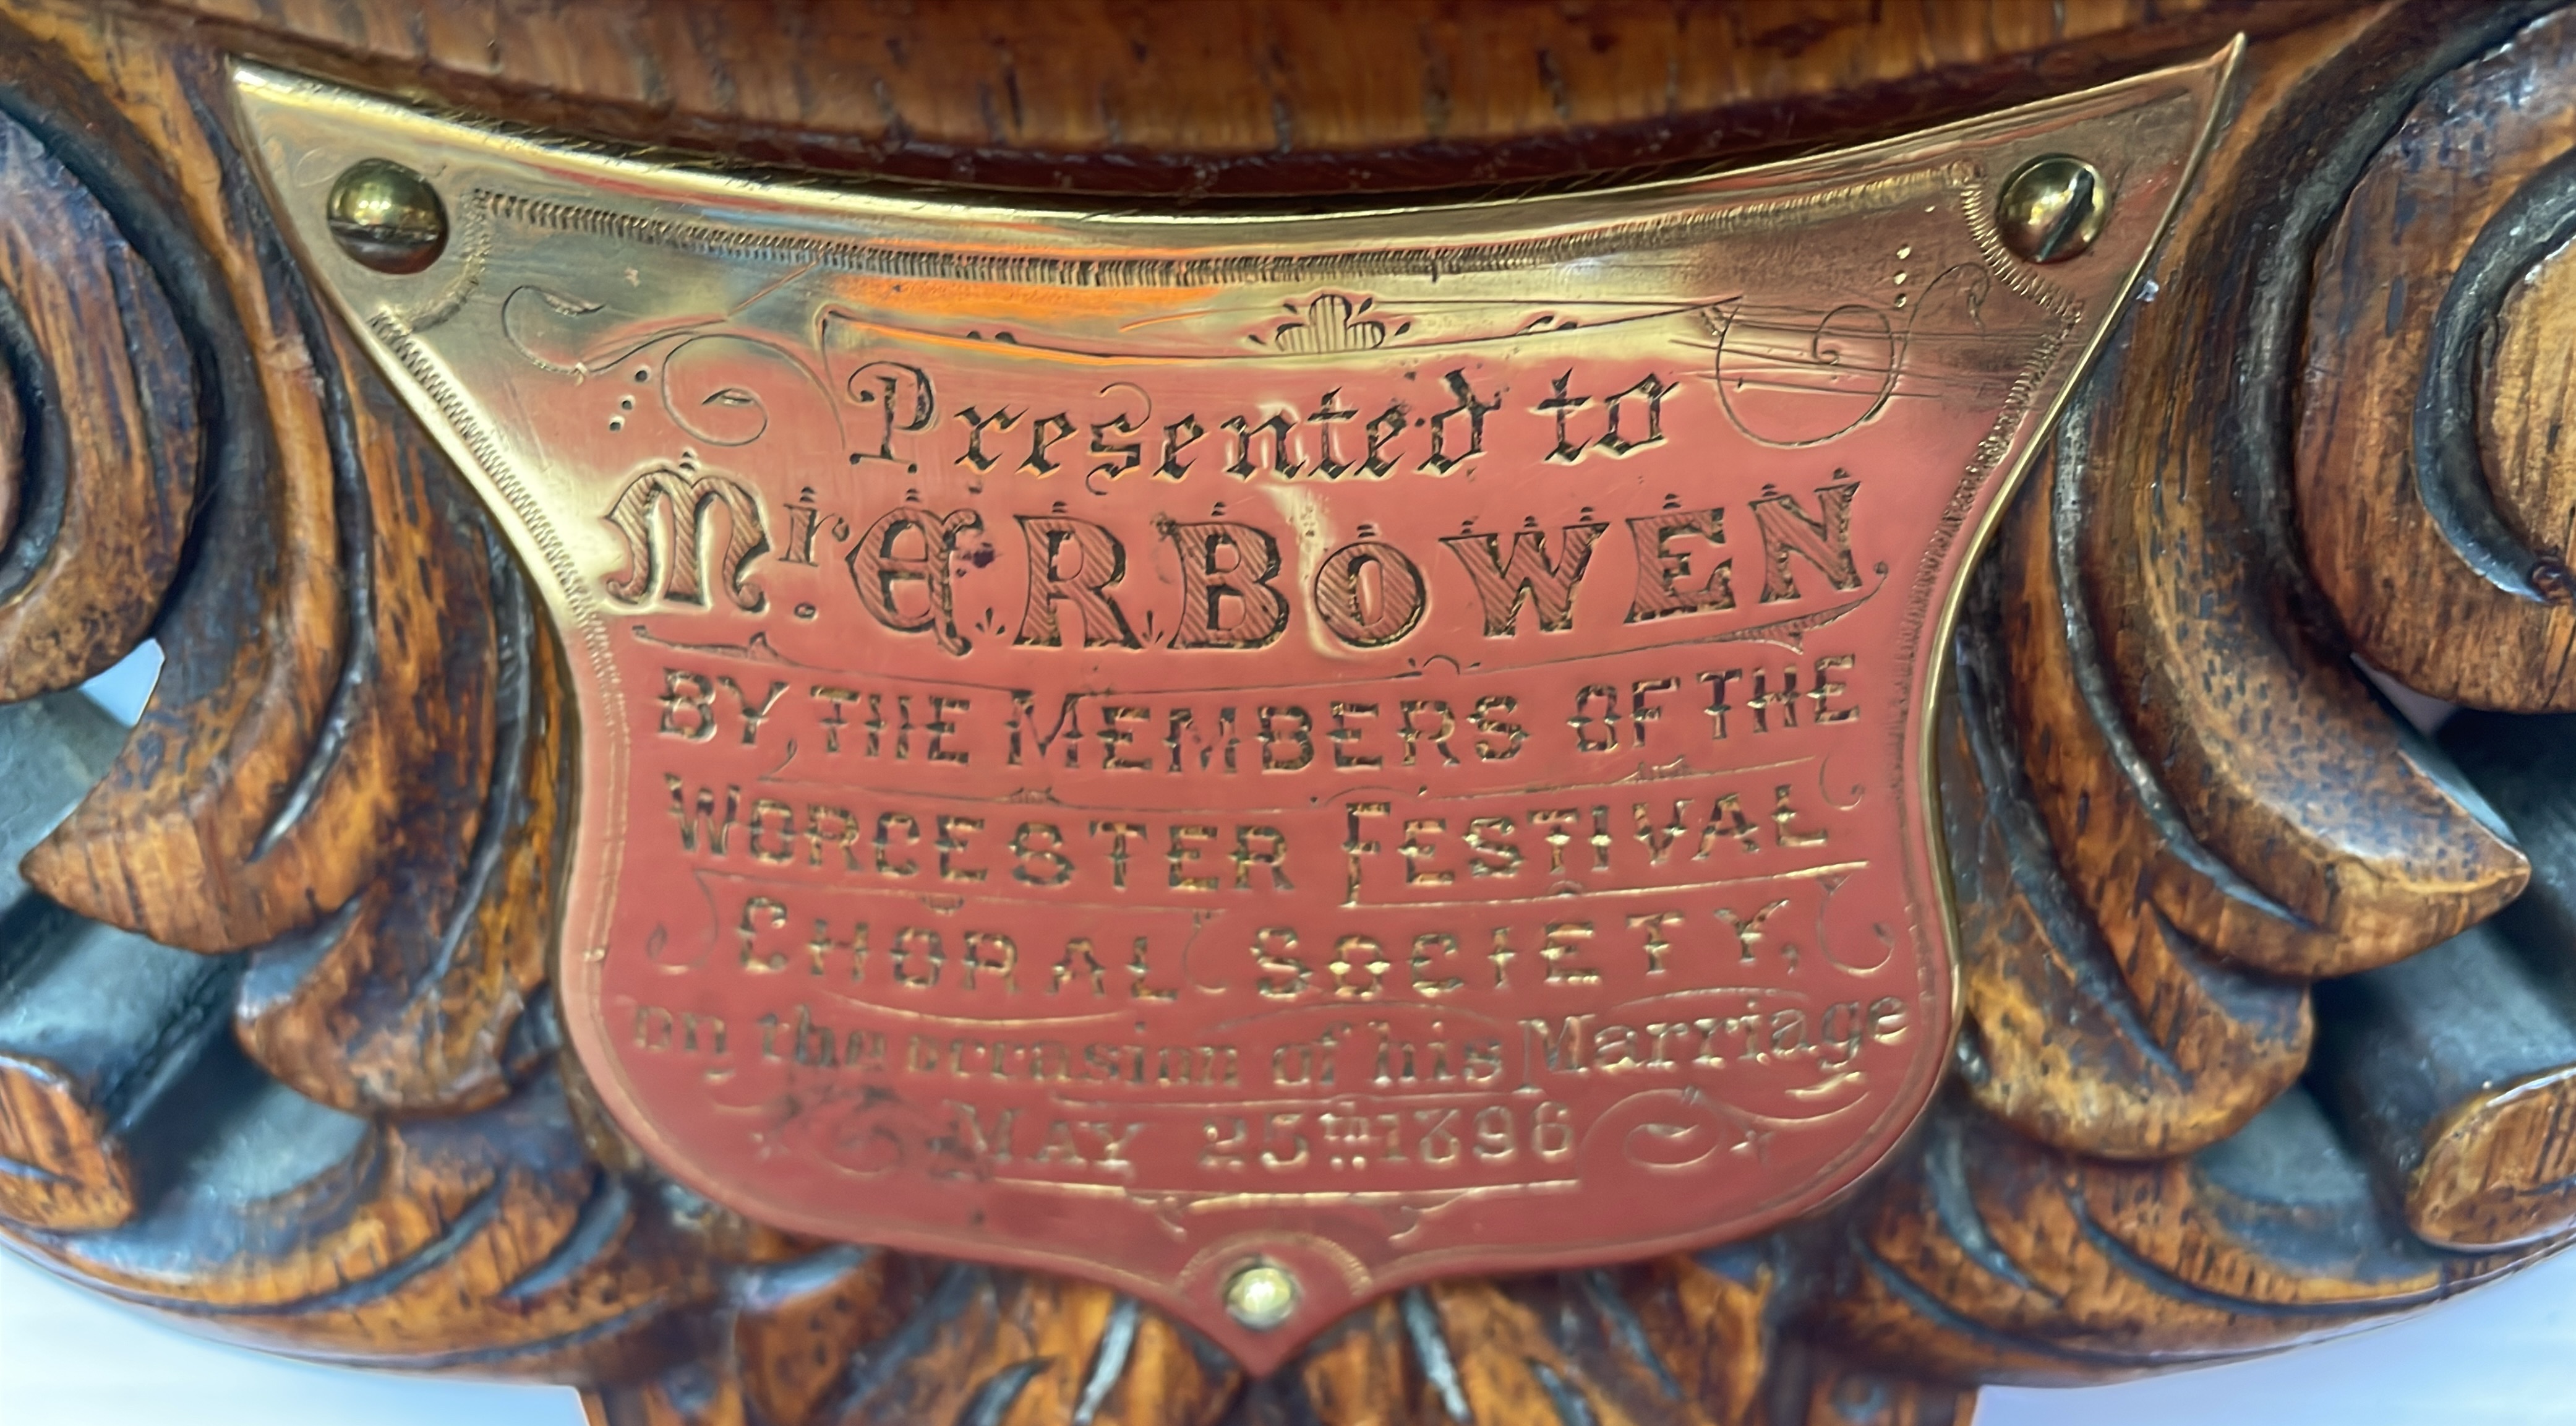 Presented to
Mr. E. R. BOWEN
BY THE MEMBERS OF THE
WORCESTER FESTIVAL
CHORAL SOCIETY,
on the occasion of his Marriage
MAY 25th 1896